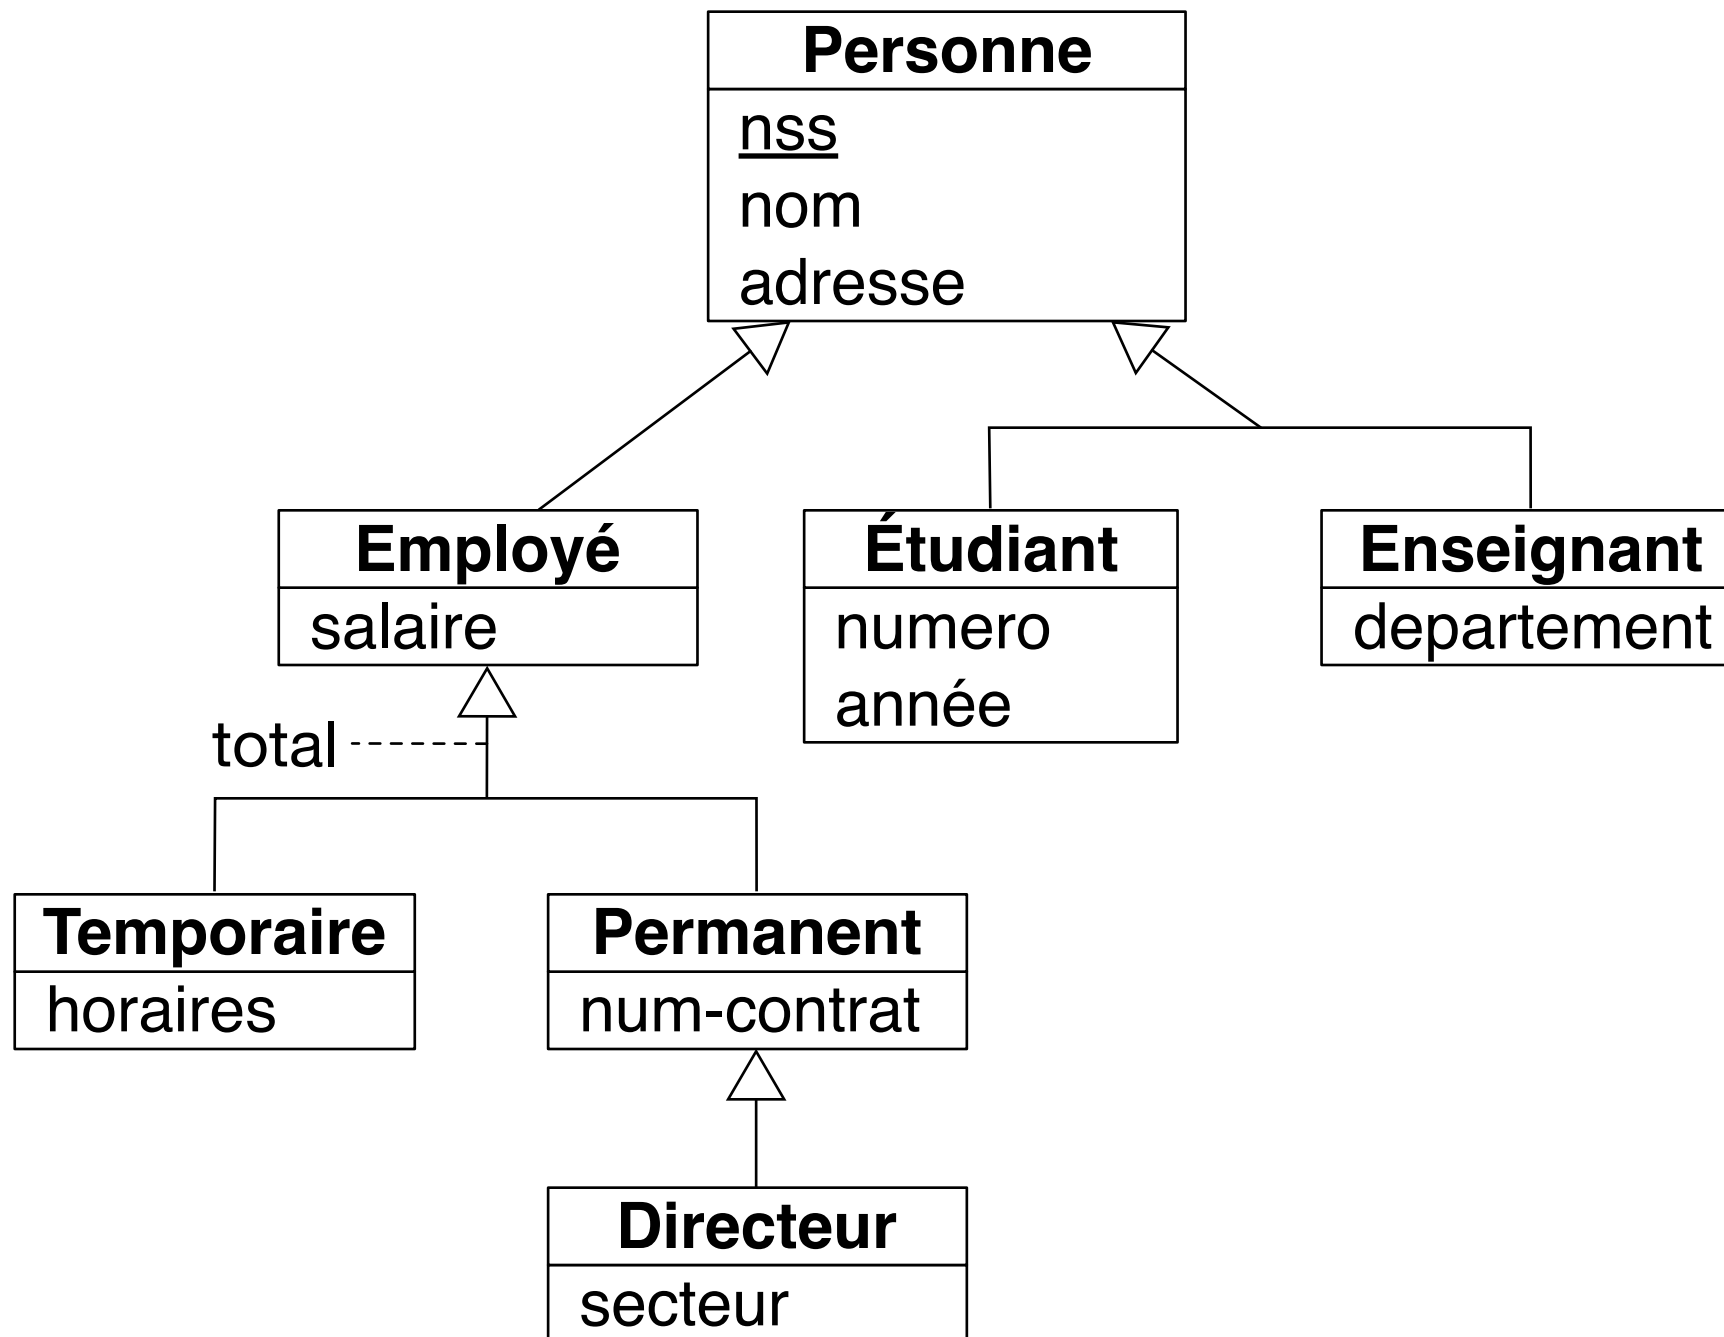 Personne
nss
nom
adresse
Employé
salaire
Étudiant
numero
année
Enseignant
departement
total
Temporaire
horaires
Permanent
num-contrat
Directeur
secteur